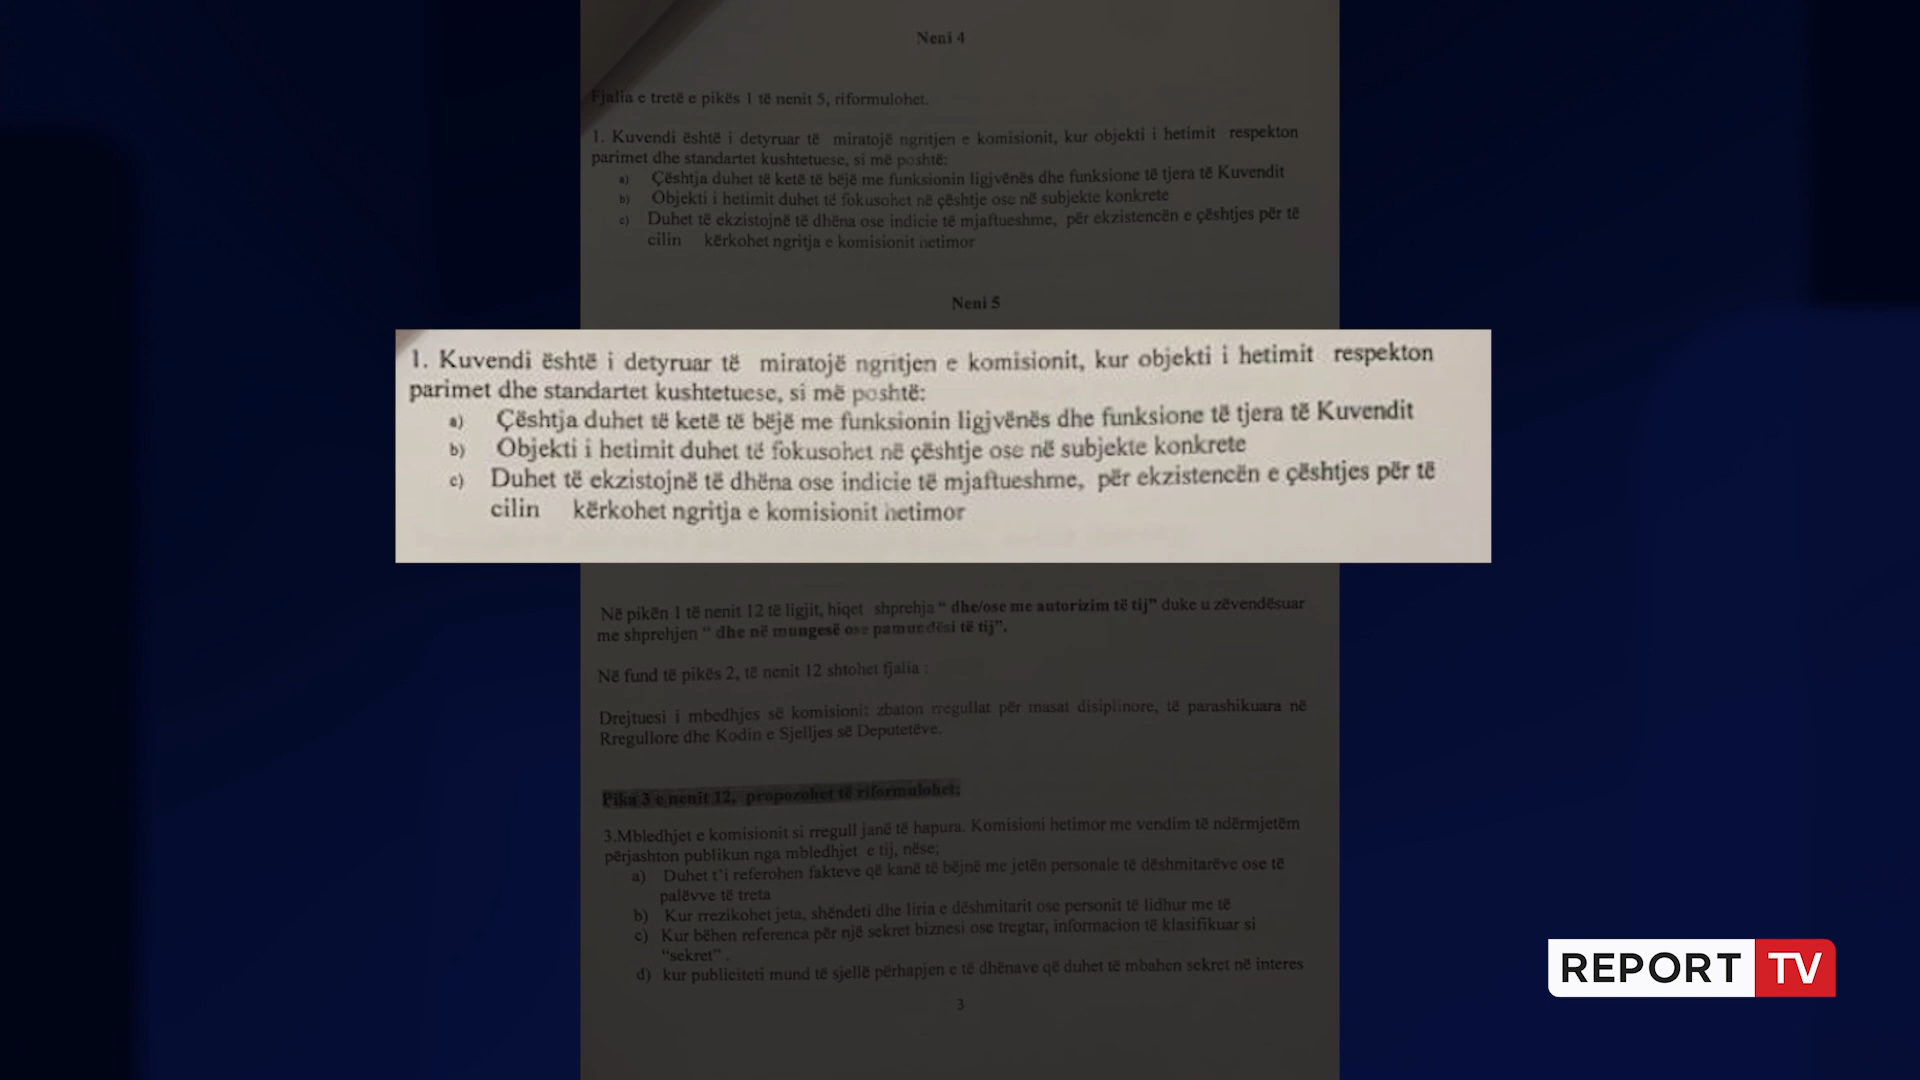 Neni 4
Fjalia e tretë e pikës 1 të nenit 5, riformulohet.
1. Kuvendi është i detyruar të miratojë ngritjen e komisionit, kur objekti i hetimit respekton
parimet dhe standartet kushtetuese, si më poshtë:
a) Çështja duhet të ketë të bëjë me funksionin ligjvënës dhe funksione të tjera të Kuvendit
b) Objekti i hetimit duhet të fokusohet në çështje ose në subjekte konkrete
c) Duhet të ekzistojnë të dhëna ose indicie të mjaftueshme, për ekzistencën e çështjes për të
cilin kërkohet ngritja e komisionit hetimor
Neni 5
1. Kuvendi është i detyruar të miratojë ngritjen e komisionit, kur objekti i hetimit respekton
parimet dhe standartet kushtetuese, si më poshtë:
a) Çështja duhet të ketë të bëjë me funksionin ligjvënës dhe funksione të tjera të Kuvendit
b) Objekti i hetimit duhet të fokusohet në çështje ose në subjekte konkrete
c) Duhet të ekzistojnë të dhëna ose indicie të mjaftueshme, për ekzistencën e çështjes për të
cilin kërkohet ngritja e komisionit hetimor
Në pikën 1 të nenit 12 të ligjit, hiqet shprehja “ dhe/ose me autorizim të tij” duke u zëvendësuar
me shprehjen “ dhe në mungesë ose pamundësi të tij”.
Në fund të pikës 2, të nenit 12 shtohet fjalia :
Drejtuesi i mbedhjes së komisionit zbaton rregullat për masat disiplinore, të parashikuara në
Rregullore dhe Kodin e Sjelljes së Deputetëve.
Pika 3 e nenit 12, propozohet të riformulohet;
3.Mbledhjet e komisionit si rregull janë të hapura. Komisioni hetimor me vendim të ndërmjetëm
përjashton publikun nga mbledhjet e tij, nëse;
a) Duhet t’i referohen fakteve që kanë të bëjnë me jetën personale të dëshmitarëve ose të
palëvve të treta
b) Kur rrezikohet jeta, shëndeti dhe liria e dëshmitarit ose personit të lidhur me të
c) Kur bëhen referenca për një sekret biznesi ose tregtar, informacion të klasifikuar si
“sekret” .
d) kur publiciteti mund të sjellë përhapjen e të dhënave që duhet të mbahen sekret në interes
3
REPORT TV